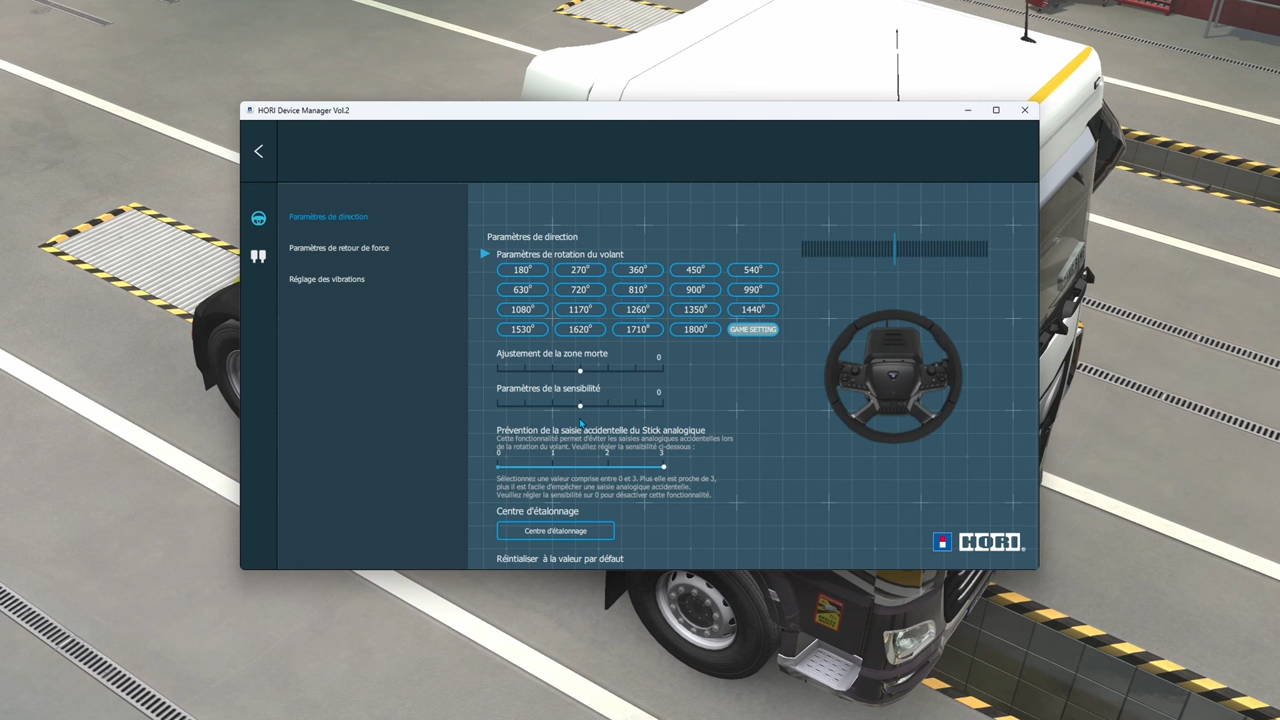 HORI Device Manager Vol.2
Paramètres de direction
Paramètres de retour de force
Réglage des vibrations
Paramètres de direction
Paramètres de rotation du volant
180° 270° 360° 450° 540°
630° 720° 810° 900° 990°
1080° 1170° 1260° 1350° 1440°
1530° 1620° 1710° 1800° GAME SETTING
Ajustement de la zone morte 0
Paramètres de la sensibilité 0
Prévention de la saisie accidentelle du Stick analogique
Cette fonctionnalité permet d'éviter les saisies analogiques accidentelles lors
de la rotation du volant. Veuillez régler la sensibilité ci-dessous :
0 1 2 3
Sélectionnez une valeur comprise entre 0 et 3. Plus elle est proche de 3,
plus il est facile d'empêcher une saisie analogique accidentelle.
Veuillez régler la sensibilité sur 0 pour désactiver cette fonctionnalité.
Centre d'étalonnage
Centre d'étalonnage
Réintialiser à la valeur par défaut
HORI